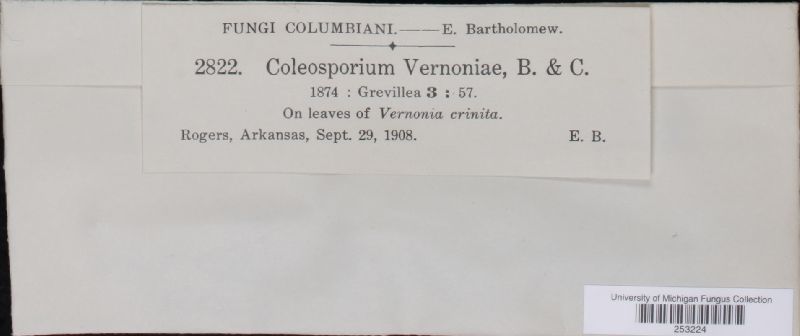 FUNGI COLUMBIANI.——E. Bartholomew.
2822. Coleosporium Vernoniae, B. & C.
1874 : Grevillea 3 : 57.
On leaves of Vernonia crinita.
Rogers, Arkansas, Sept. 29, 1908. E. B.
University of Michigan Fungus Collection
253224